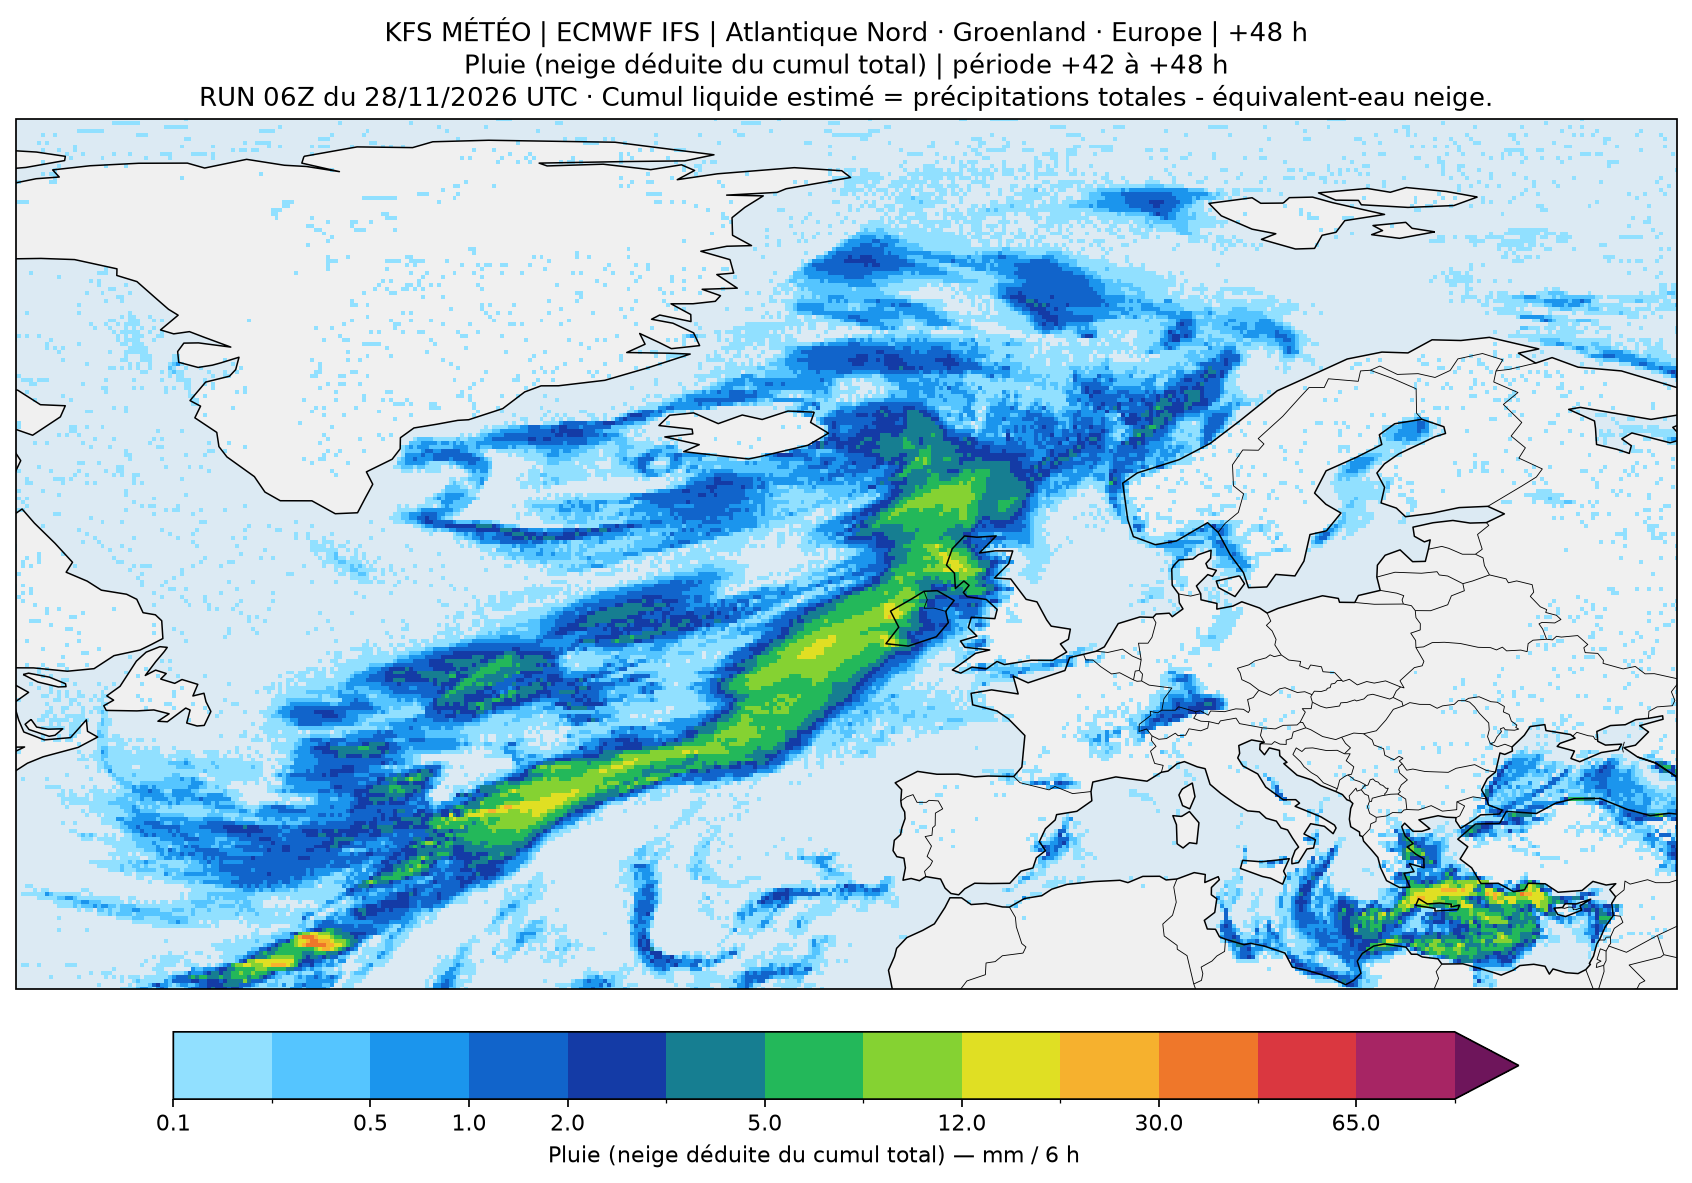 KFS MÉTÉO | ECMWF IFS | Atlantique Nord · Groenland · Europe | +48 h
Pluie (neige déduite du cumul total) | période +42 à +48 h
RUN 06Z du 28/11/2026 UTC · Cumul liquide estimé = précipitations totales - équivalent-eau neige.
0.1 0.5 1.0 2.0 5.0 12.0 30.0 65.0
Pluie (neige déduite du cumul total) — mm / 6 h